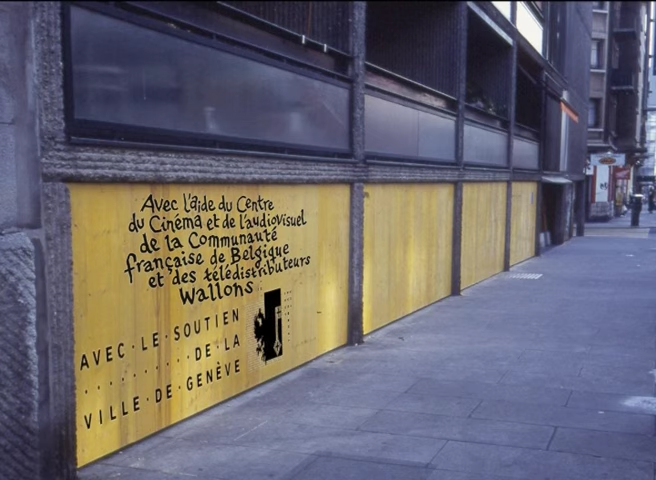 Avec l'aide du Centre
du Cinéma et de l'audiovisuel
de la Communauté
française de Belgique
et des télédistributeurs
Wallons
AVEC·LE·SOUTIEN
··········DE·LA
VILLE·DE·GENÈVE